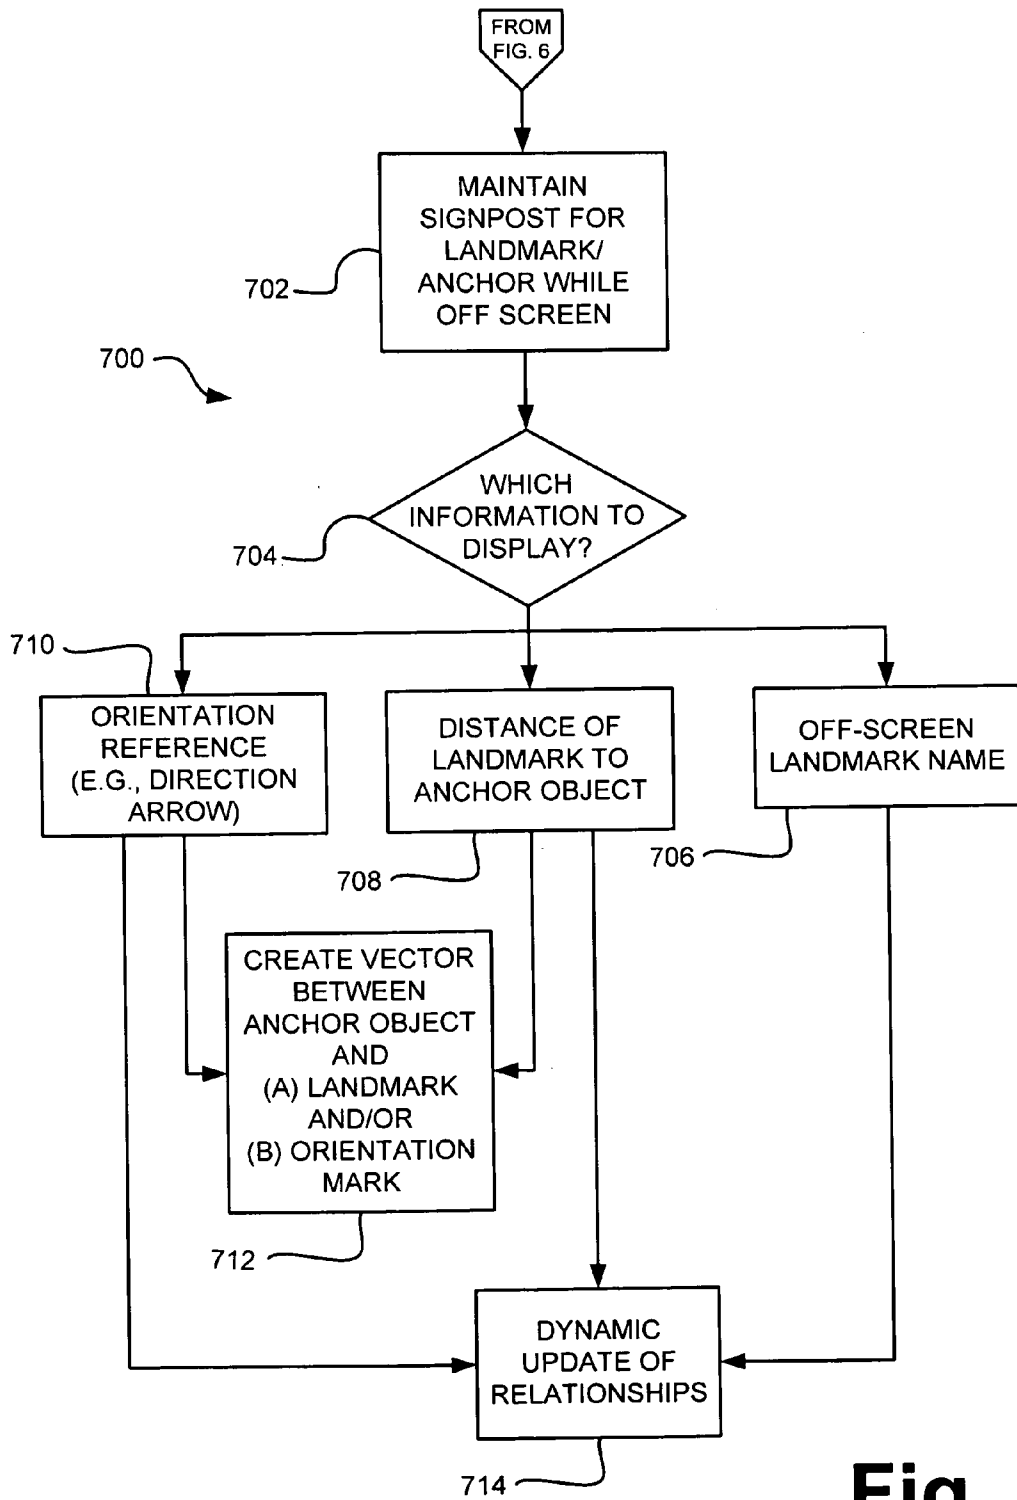 FROM
FIG. 6
MAINTAIN
SIGNPOST FOR
LANDMARK/
ANCHOR WHILE
OFF SCREEN
702
700
WHICH
INFORMATION TO
DISPLAY?
704
710
ORIENTATION
REFERENCE
(E.G., DIRECTION
ARROW)
DISTANCE OF
LANDMARK TO
ANCHOR OBJECT
OFF-SCREEN
LANDMARK NAME
708
706
CREATE VECTOR
BETWEEN
ANCHOR OBJECT
AND
(A) LANDMARK
AND/OR
(B) ORIENTATION
MARK
712
DYNAMIC
UPDATE OF
RELATIONSHIPS
714
Fig